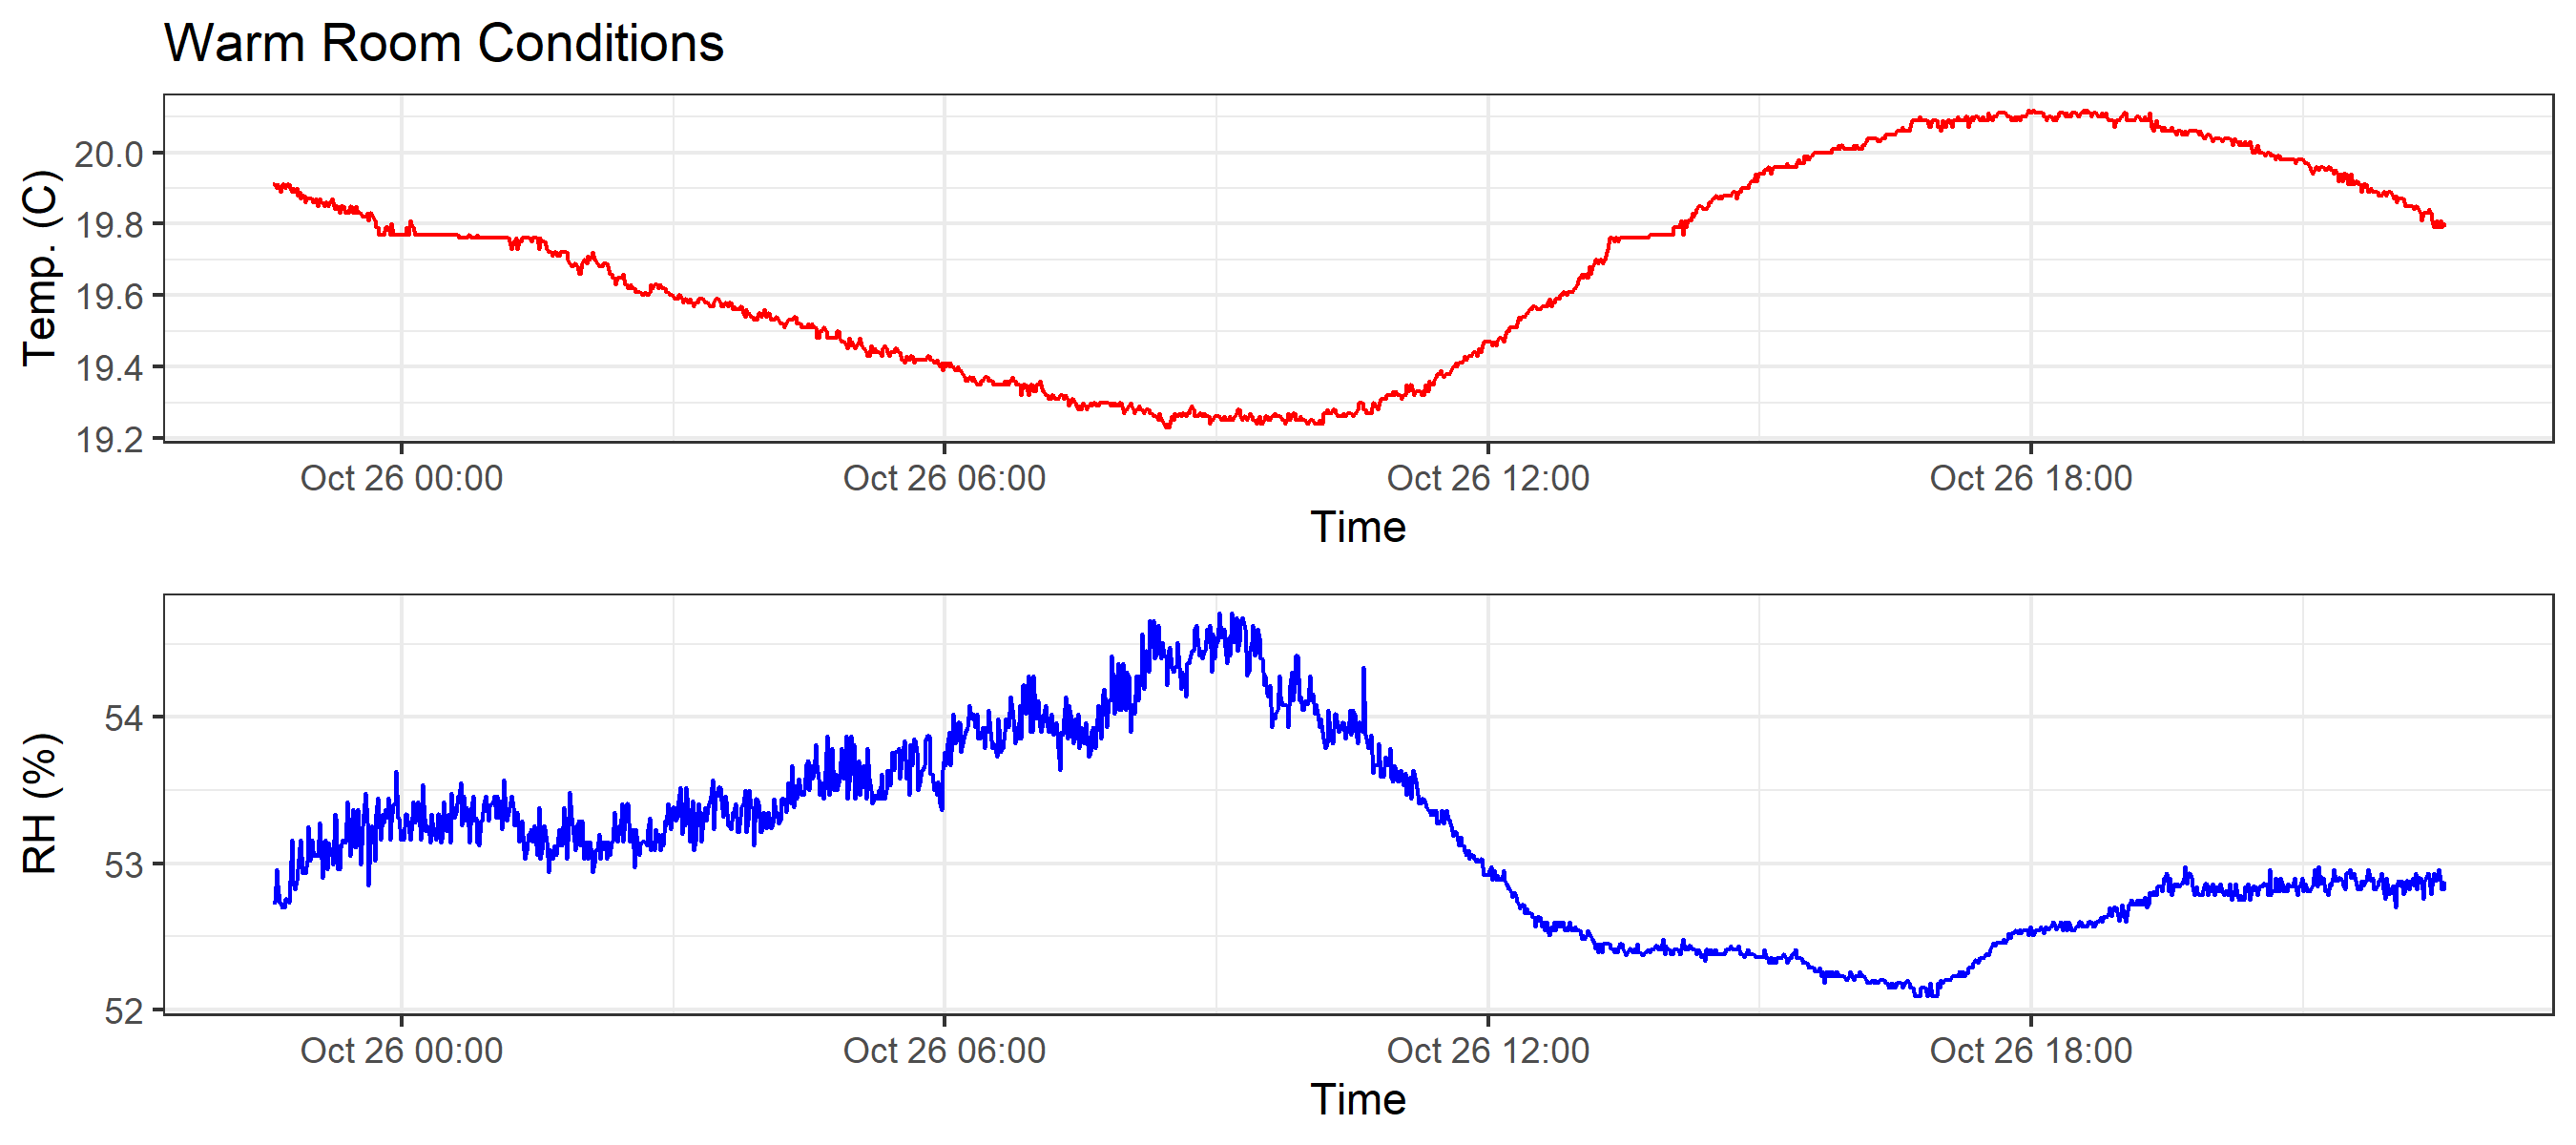 Warm Room Conditions
Temp. (C)
20.0
19.8
19.6
19.4
19.2
Oct 26 00:00 Oct 26 06:00 Oct 26 12:00 Oct 26 18:00
Time
RH (%)
54
53
52
Oct 26 00:00 Oct 26 06:00 Oct 26 12:00 Oct 26 18:00
Time